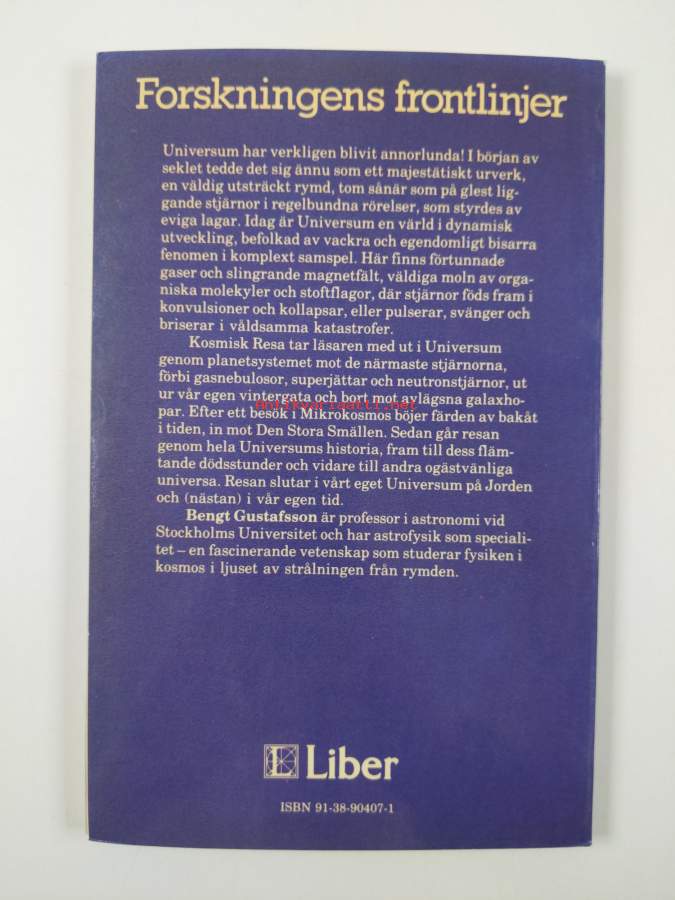 Forskningens frontlinjer
Universum har verkligen blivit annorlunda! I början av
seklet tedde det sig ännu som ett majestätiskt urverk,
en väldig utsträckt rymd, tom sånär som på glest lig-
gande stjärnor i regelbundna rörelser, som styrdes av
eviga lagar. Idag är Universum en värld i dynamisk
utveckling, befolkad av vackra och egendomligt bisarra
fenomen i komplext samspel. Här finns förtunnade
gaser och slingrande magnetfält, väldiga moln av orga-
niska molekyler och stoftflagor, där stjärnor föds fram i
konvulsioner och kollapsar, eller pulserar, svänger och
briserar i våldsamma katastrofer.
Kosmisk Resa tar läsaren med ut i Universum
genom planetsystemet mot de närmaste stjärnorna,
förbi gasnebulosor, superjättar och neutronstjärnor, ut
ur vår egen vintergata och bort mot avlägsna galaxho-
antikvariaatti.net
par. Efter ett besök i Mikrokosmos böjer färden av bakåt
i tiden, in mot Den Stora Smällen. Sedan går resan
genom hela Universums historia, fram till dess fläm-
tande dödsstunder och vidare till andra ogästvänliga
universa. Resan slutar i vårt eget Universum på Jorden
och (nästan) i vår egen tid.
Bengt Gustafsson är professor i astronomi vid
Stockholms Universitet och har astrofysik som speciali-
tet – en fascinerande vetenskap som studerar fysiken i
kosmos i ljuset av strålningen från rymden.
L Liber
ISBN 91-38-90407-1